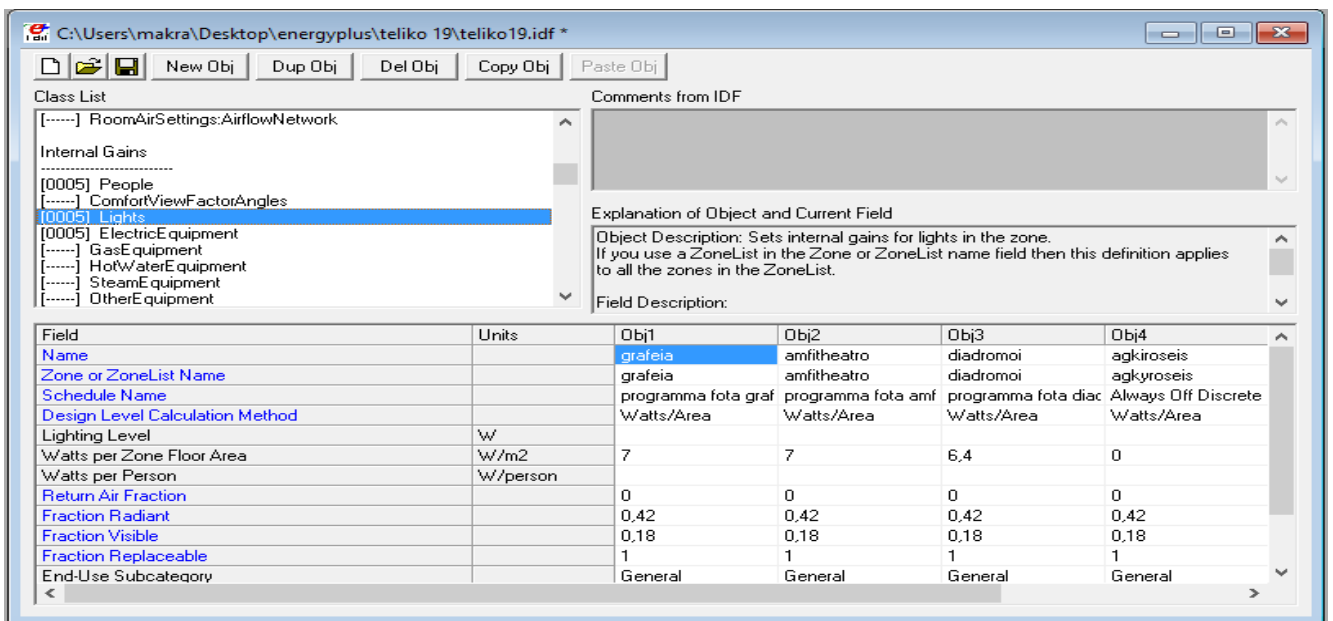 C:\Users\makra\Desktop\energyplus\teliko 19\teliko19.idf *
New Obj Dup Obj Del Obj Copy Obj Paste Obj
Class List
[------] RoomAirSettings:AirflowNetwork
Internal Gains
--------------------------
[0005] People
[------] ComfortViewFactorAngles
[0005] Lights
[0005] ElectricEquipment
[------] GasEquipment
[------] HotWaterEquipment
[------] SteamEquipment
[------] OtherEquipment
Comments from IDF
Explanation of Object and Current Field
Object Description: Sets internal gains for lights in the zone.
If you use a ZoneList in the Zone or ZoneList name field then this definition applies
to all the zones in the ZoneList.
Field Description:
Field Units Obj1 Obj2 Obj3 Obj4
Name grafeia amfitheatro diadromoi agkiroseis
Zone or ZoneList Name grafeia amfitheatro diadromoi agkyroseis
Schedule Name programma fota graf programma fota amf programma fota diac Always Off Discrete
Design Level Calculation Method Watts/Area Watts/Area Watts/Area Watts/Area
Lighting Level W
Watts per Zone Floor Area W/m2 7 7 6,4 0
Watts per Person W/person
Return Air Fraction 0 0 0 0
Fraction Radiant 0,42 0,42 0,42 0,42
Fraction Visible 0,18 0,18 0,18 0,18
Fraction Replaceable 1 1 1 1
End-Use Subcategory General General General General